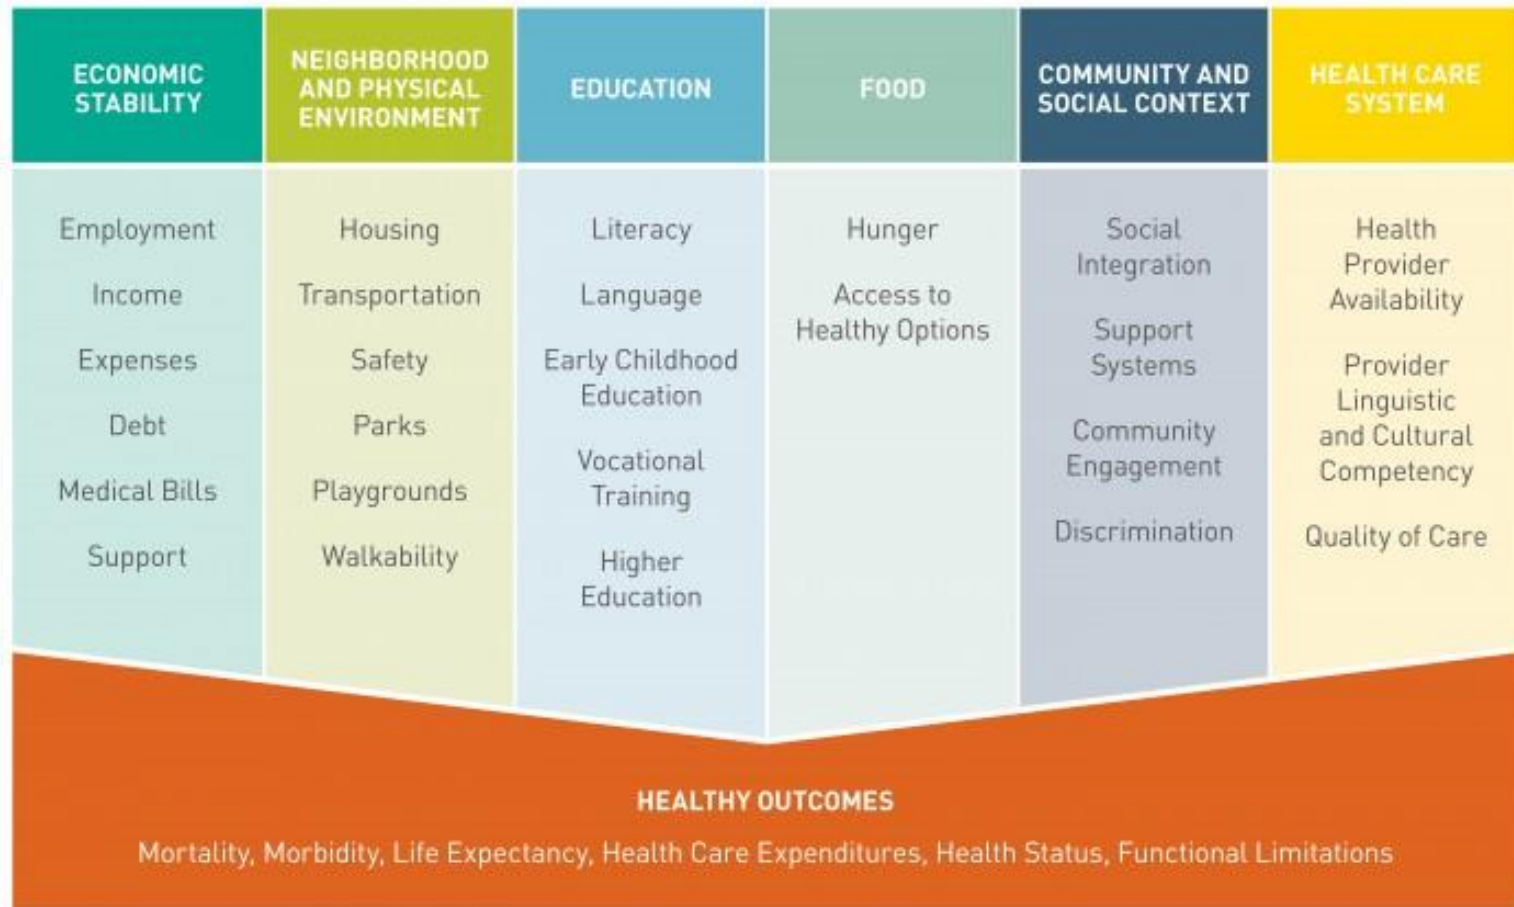 ECONOMIC
STABILITY
NEIGHBORHOOD
AND PHYSICAL
ENVIRONMENT
EDUCATION
FOOD
COMMUNITY AND
SOCIAL CONTEXT
HEALTH CARE
SYSTEM
Employment
Income
Expenses
Debt
Medical Bills
Support
Housing
Transportation
Safety
Parks
Playgrounds
Walkability
Literacy
Language
Early Childhood
Education
Vocational
Training
Higher
Education
Hunger
Access to
Healthy Options
Social
Integration
Support
Systems
Community
Engagement
Discrimination
Health
Provider
Availability
Provider
Linguistic
and Cultural
Competency
Quality of Care
HEALTHY OUTCOMES
Mortality, Morbidity, Life Expectancy, Health Care Expenditures, Health Status, Functional Limitations